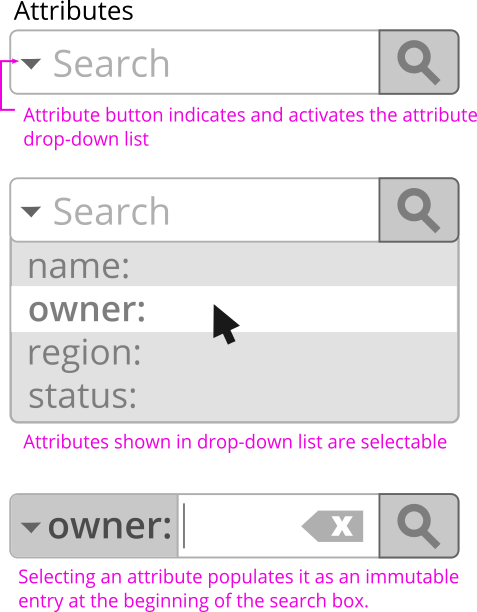 Attributes
Search
Attribute button indicates and activates the attribute
drop-down list
Search
name:
owner:
region:
status:
Attributes shown in drop-down list are selectable
owner:
x
Selecting an attribute populates it as an immutable
entry at the beginning of the search box.